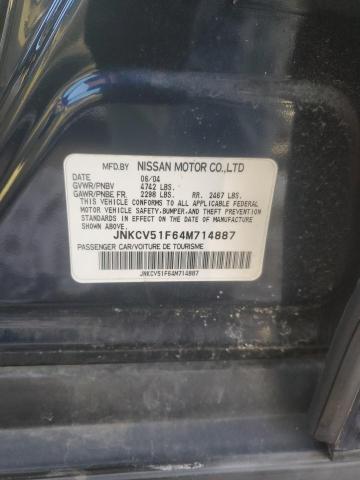 MFD.BY NISSAN MOTOR CO.,LTD
DATE 06/04
GVWR/PNBV 4742 LBS.
GAWR/PNBE FR. 2298 LBS. RR. 2467 LBS.
THIS VEHICLE CONFORMS TO ALL APPLICABLE FEDERAL
MOTOR VEHICLE SAFETY,BUMPER,AND THEFT PREVENTION
STANDARDS IN EFFECT ON THE DATE OF MANUFACTURE
SHOWN ABOVE.
JNKCV51F64M714887
PASSENGER CAR/VOITURE DE TOURISME
JNKCV51F64M714887